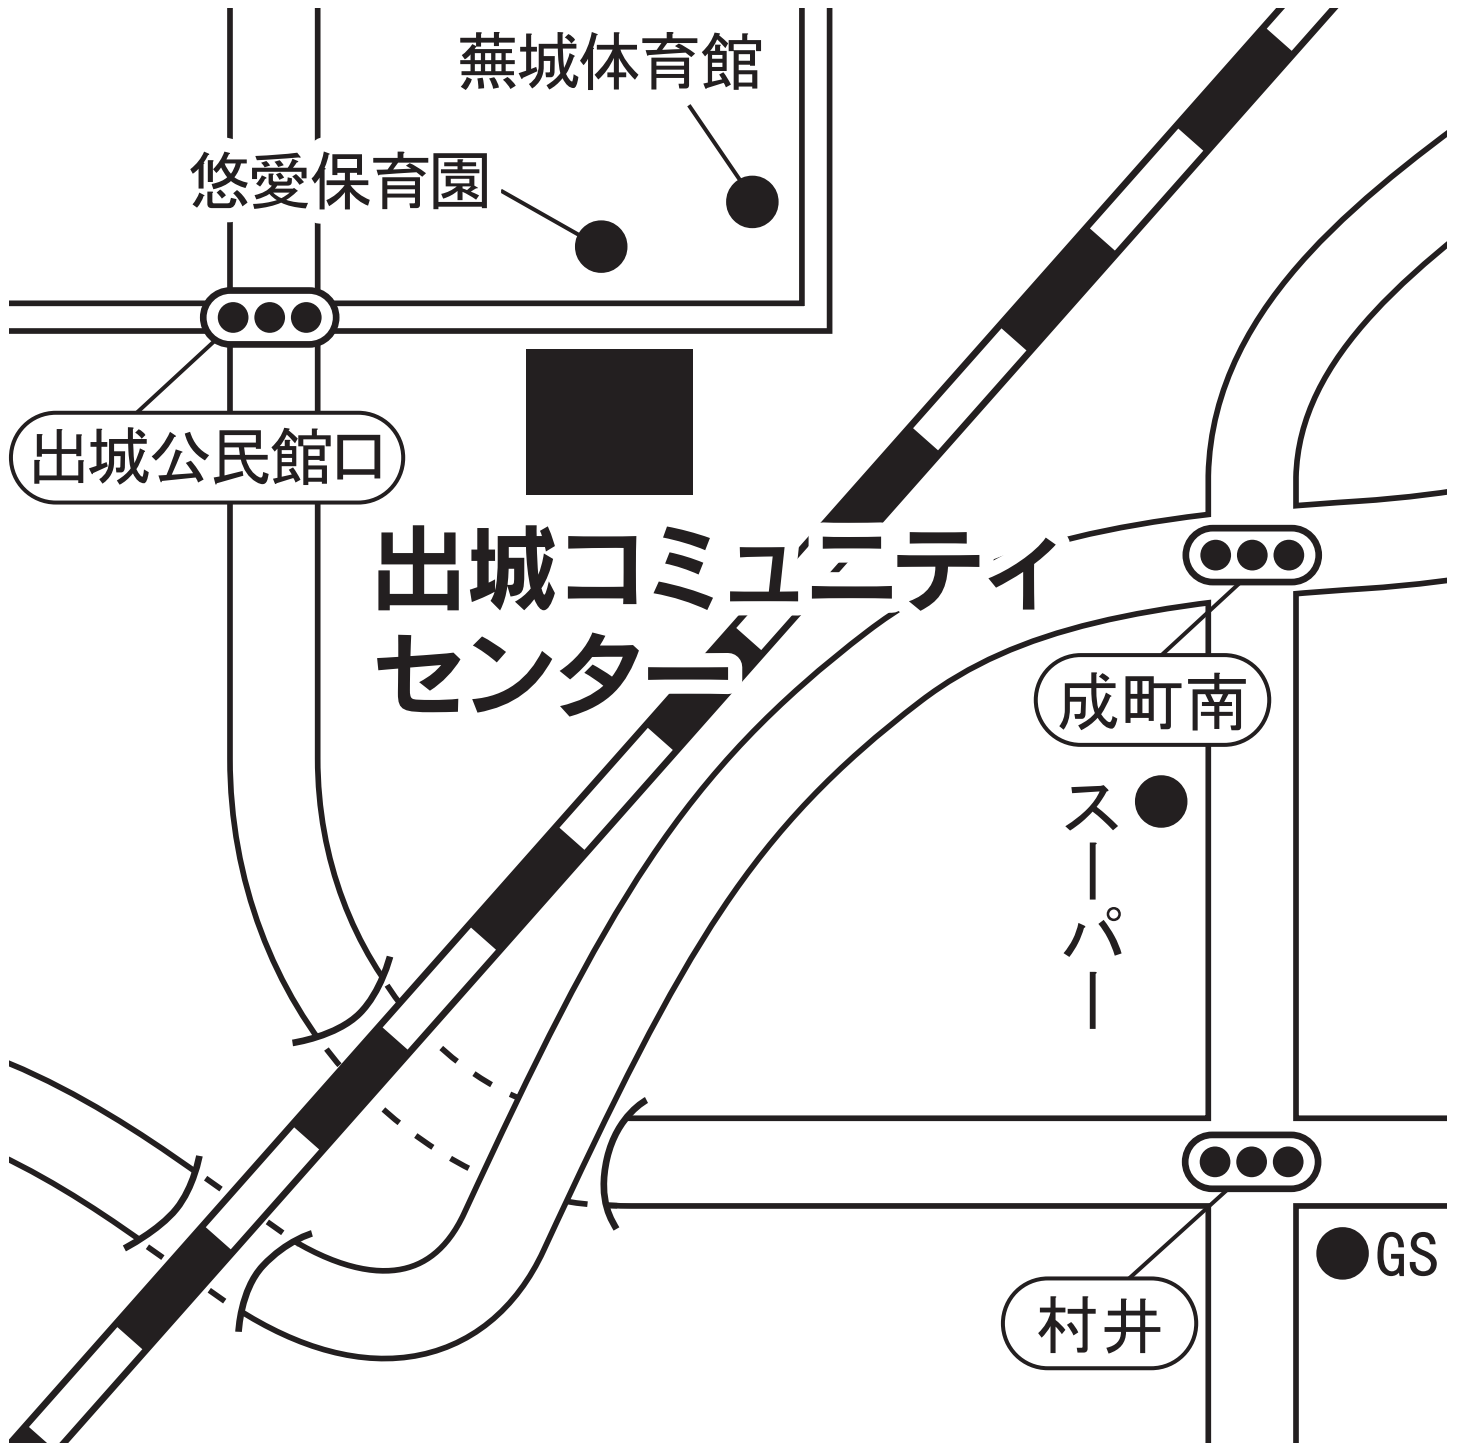 蕪城体育館
悠愛保育園
出城公民館口
出城コミュニティ
センター
成町南
スーパー
GS
村井